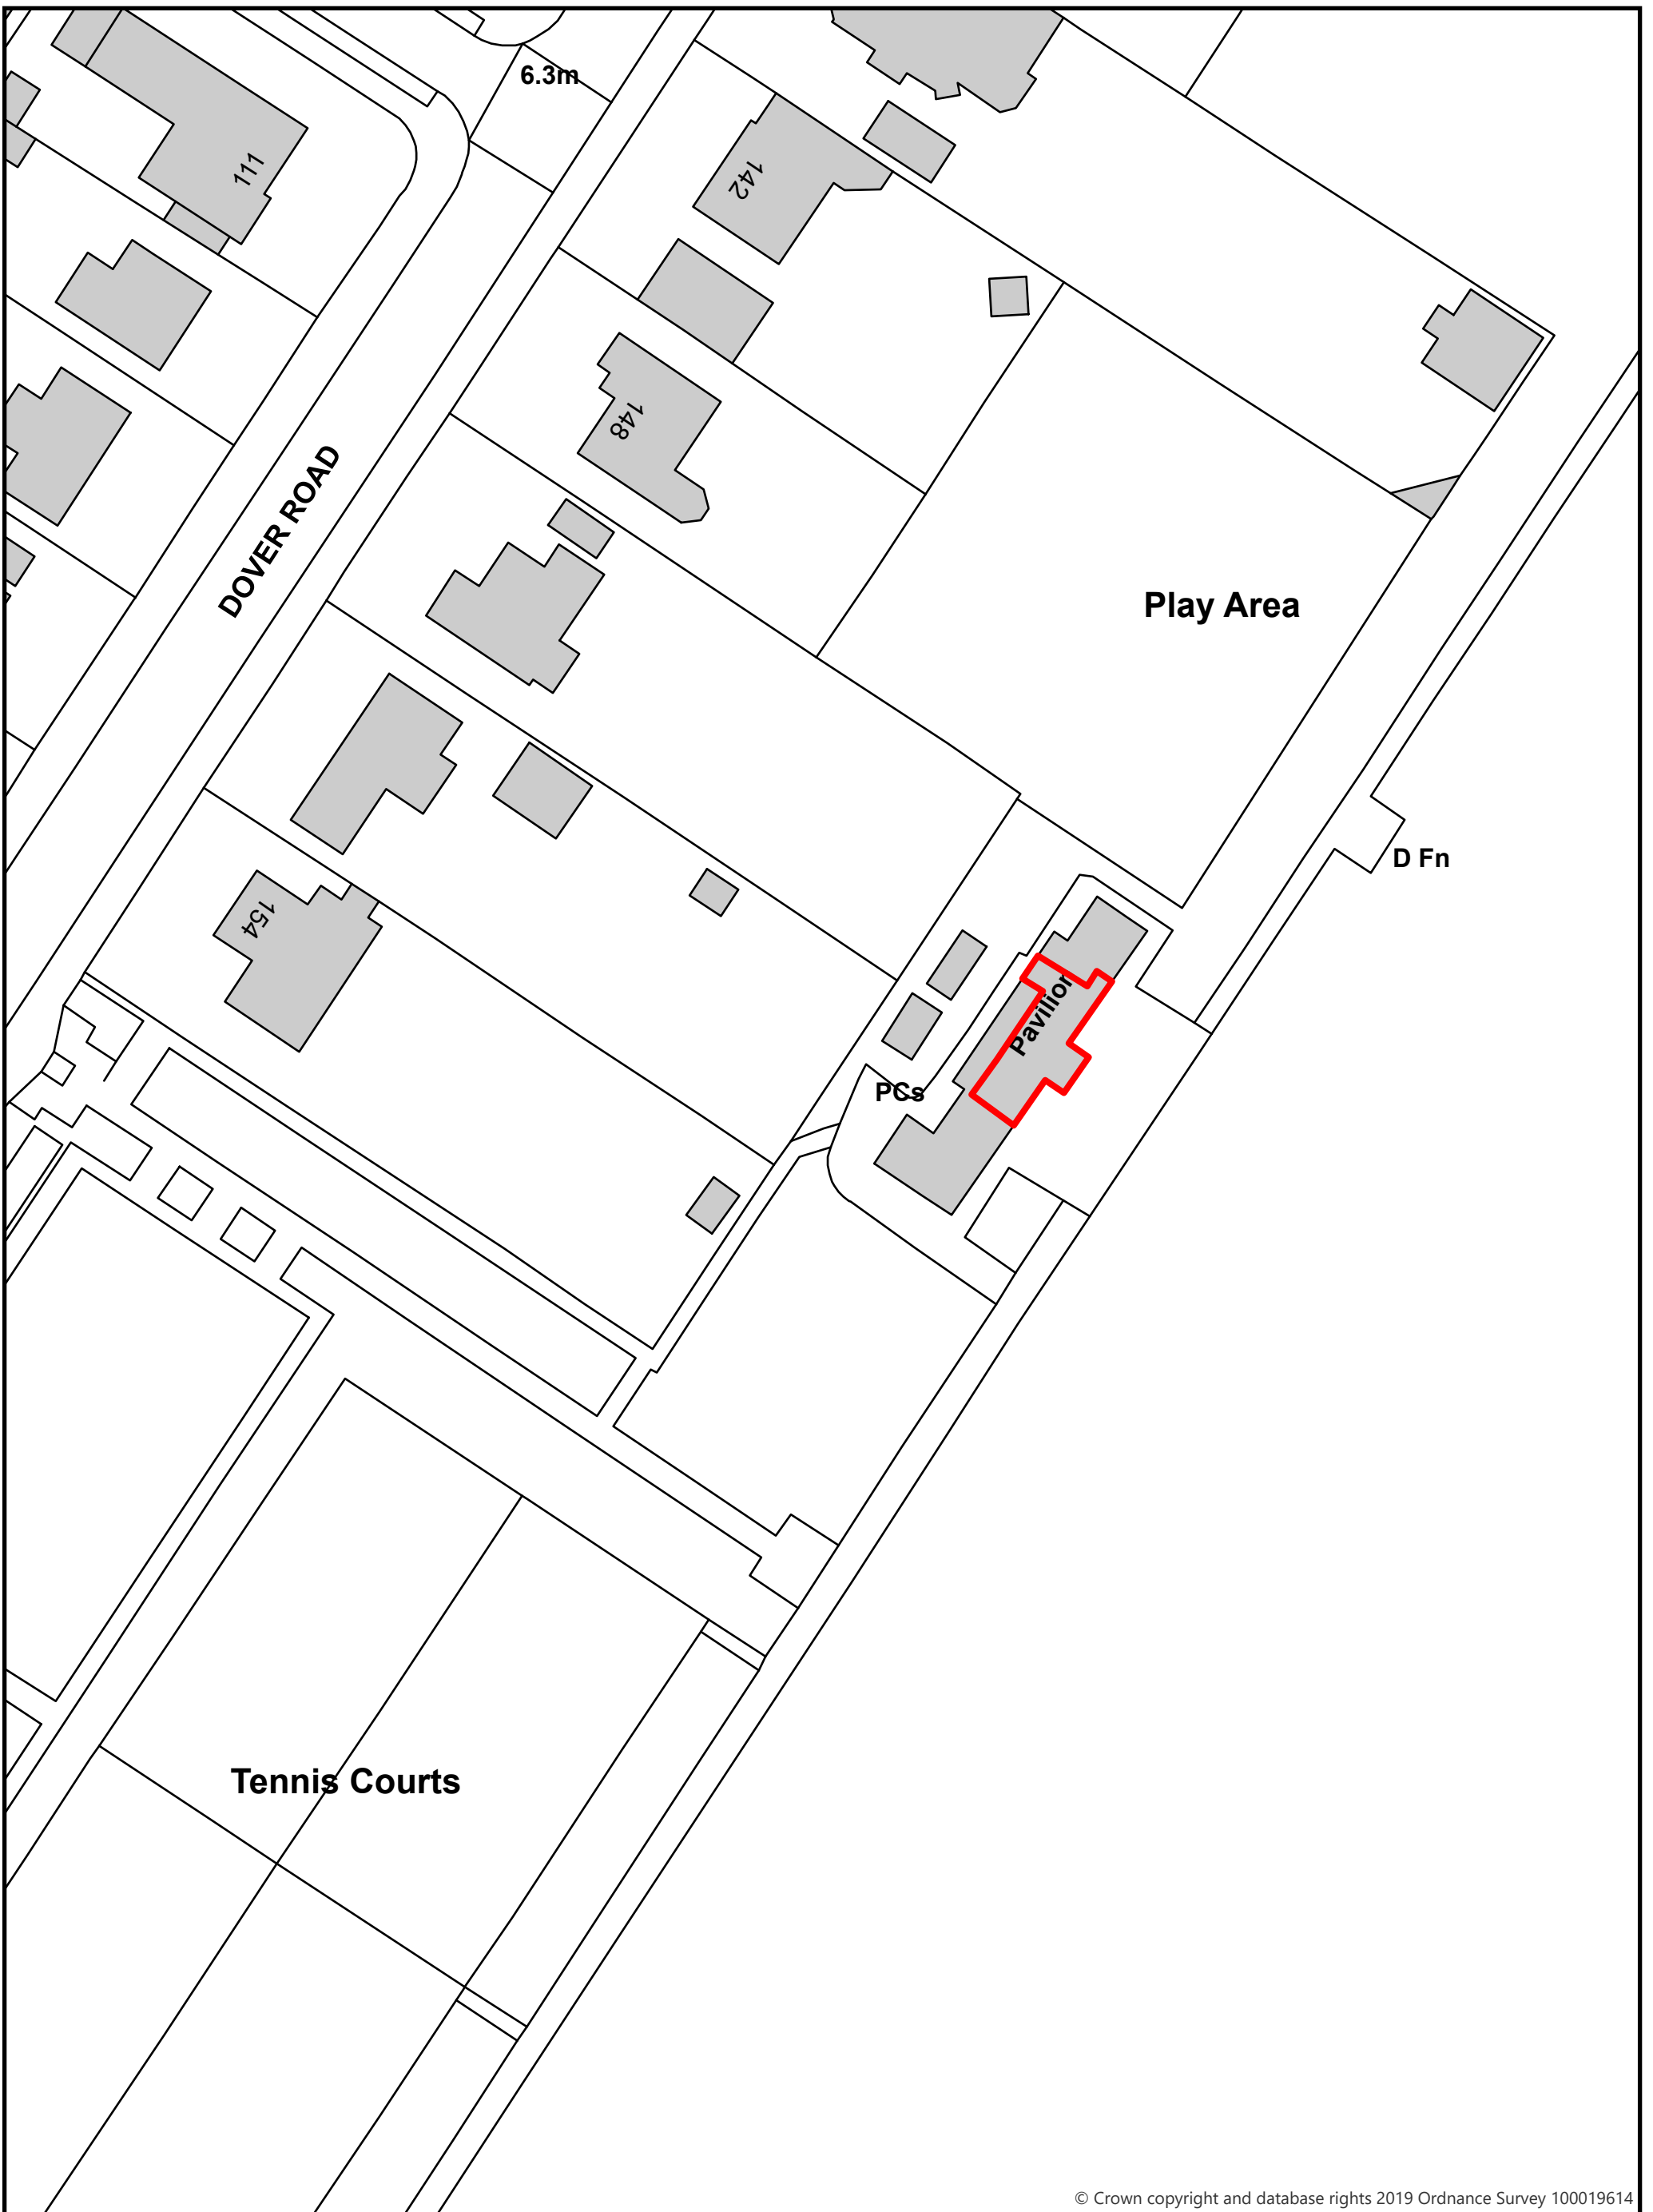 6.3m
111
142
148
DOVER ROAD
Play Area
D Fn
154
Pavilion
PCs
Tennis Courts
© Crown copyright and database rights 2019 Ordnance Survey 100019614